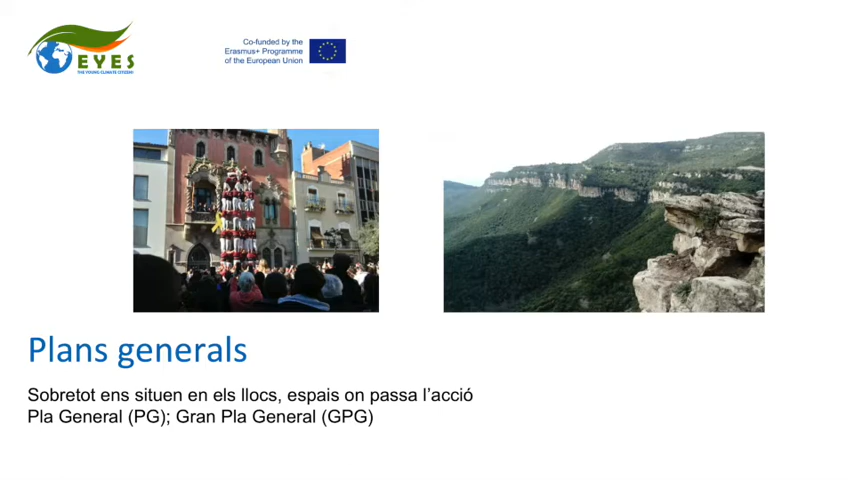 EYES
THE YOUNG CLIMATE CITIZENS
Co-funded by the
Erasmus+ Programme
of the European Union
Plans generals
Sobretot ens situen en els llocs, espais on passa l’acció
Pla General (PG); Gran Pla General (GPG)